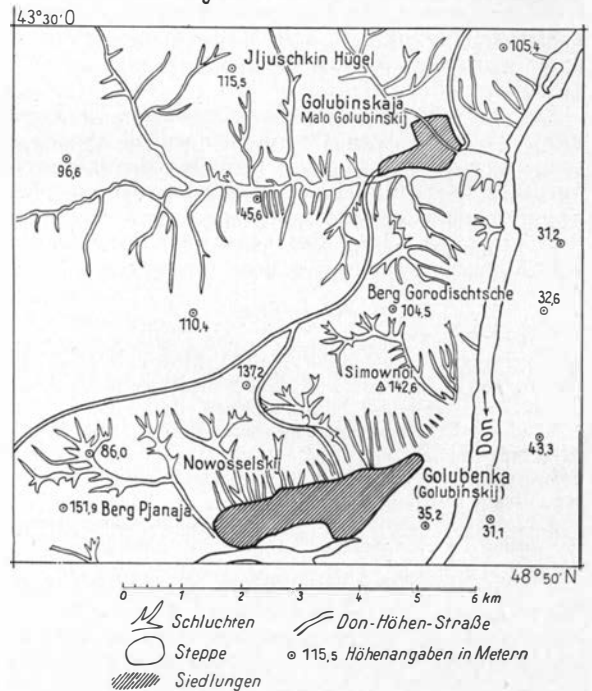 43°30'O
105,4
Iljuschkin Hügel
115,5
Golubinskaja
Malo Golubinskij
96,6
45,6
31,2
Berg Gorodischtsche
110,4
104,5
32,6
Simownoi
137,2
142,6
Don
86,0
43,3
Nowosselskij
Golubenka
(Golubinskij)
151,9 Berg Pjanaja
35,2
31,1
48°50'N
0 1 2 3 4 5 6 km
Schluchten
Don-Höhen-Straße
Steppe
115,5 Höhenangaben in Metern
Siedlungen